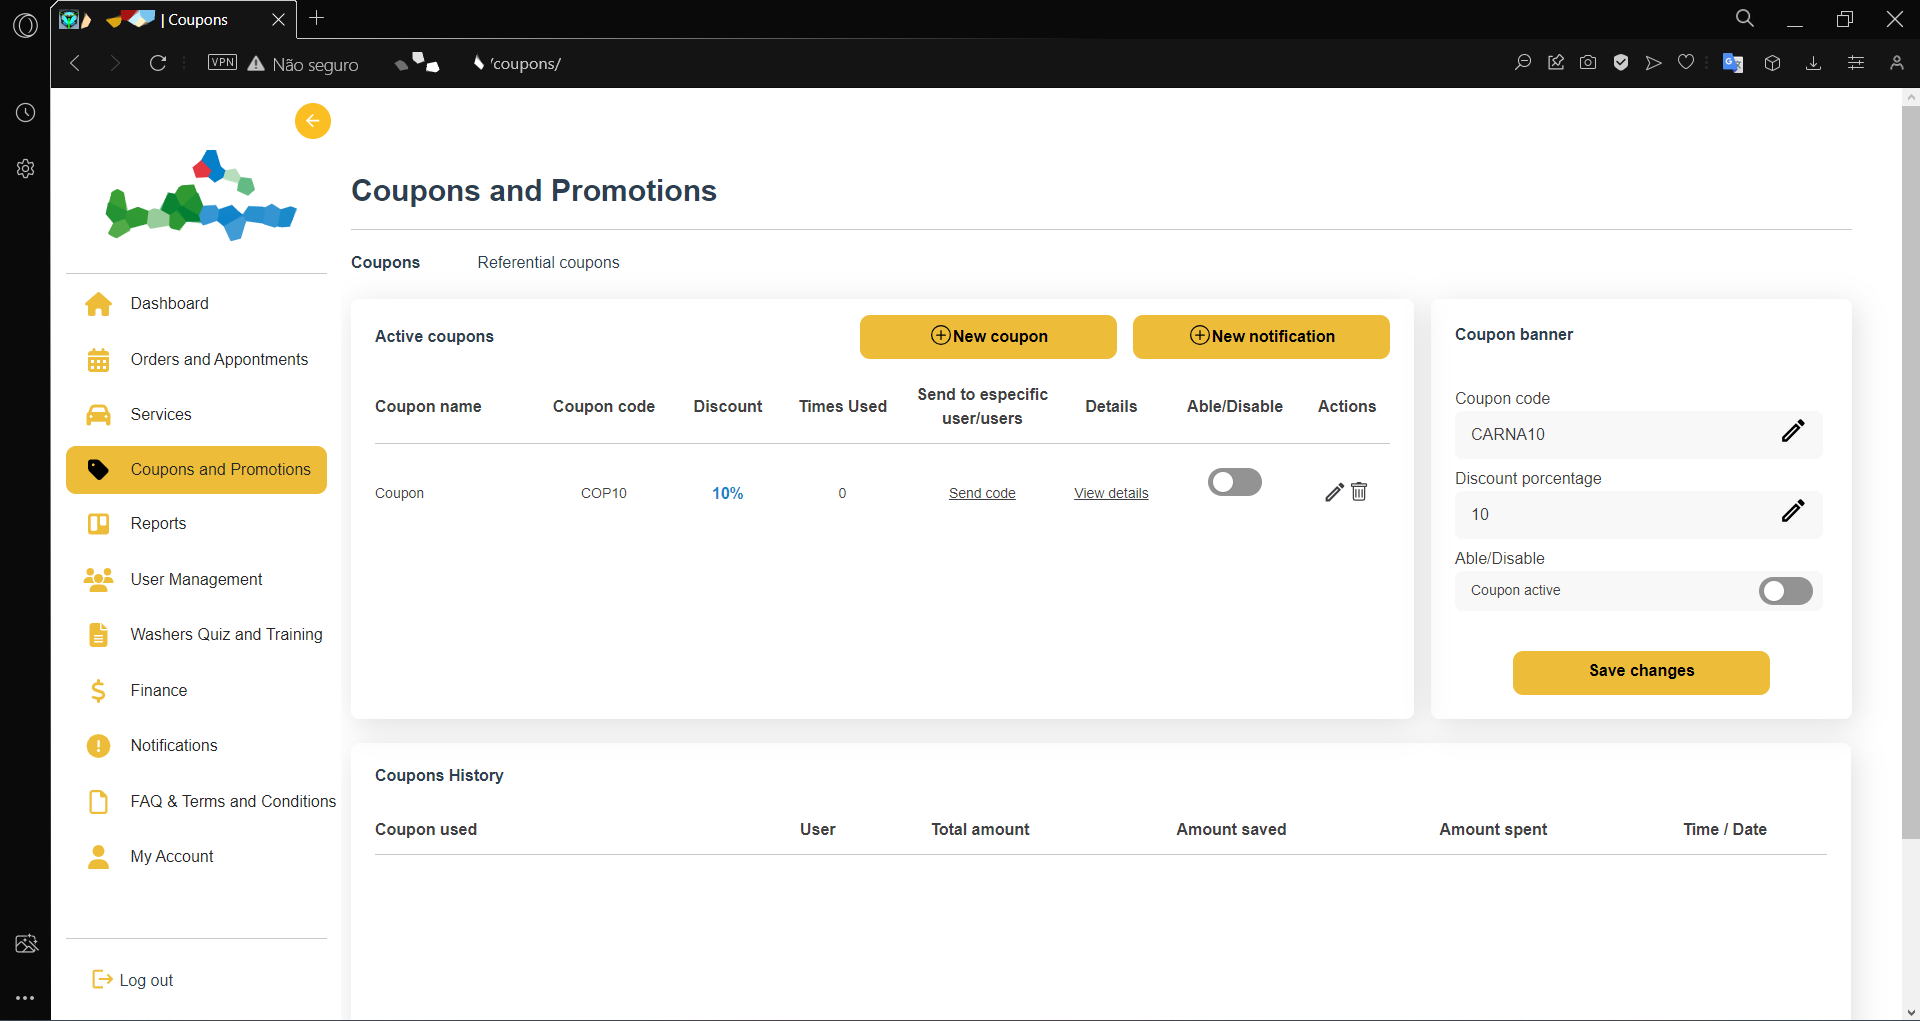 | Coupons
VPN
Não seguro
/coupons/
Coupons and Promotions
Coupons
Referential coupons
Dashboard
Orders and Appontments
Services
Coupons and Promotions
Reports
User Management
Washers Quiz and Training
Finance
Notifications
FAQ & Terms and Conditions
My Account
Log out
Active coupons
New coupon
New notification
Coupon name
Coupon code
Discount
Times Used
Send to especific
user/users
Details
Able/Disable
Actions
Coupon
COP10
10%
0
Send code
View details
Coupon banner
Coupon code
CARNA10
Discount porcentage
10
Able/Disable
Coupon active
Save changes
Coupons History
Coupon used
User
Total amount
Amount saved
Amount spent
Time / Date